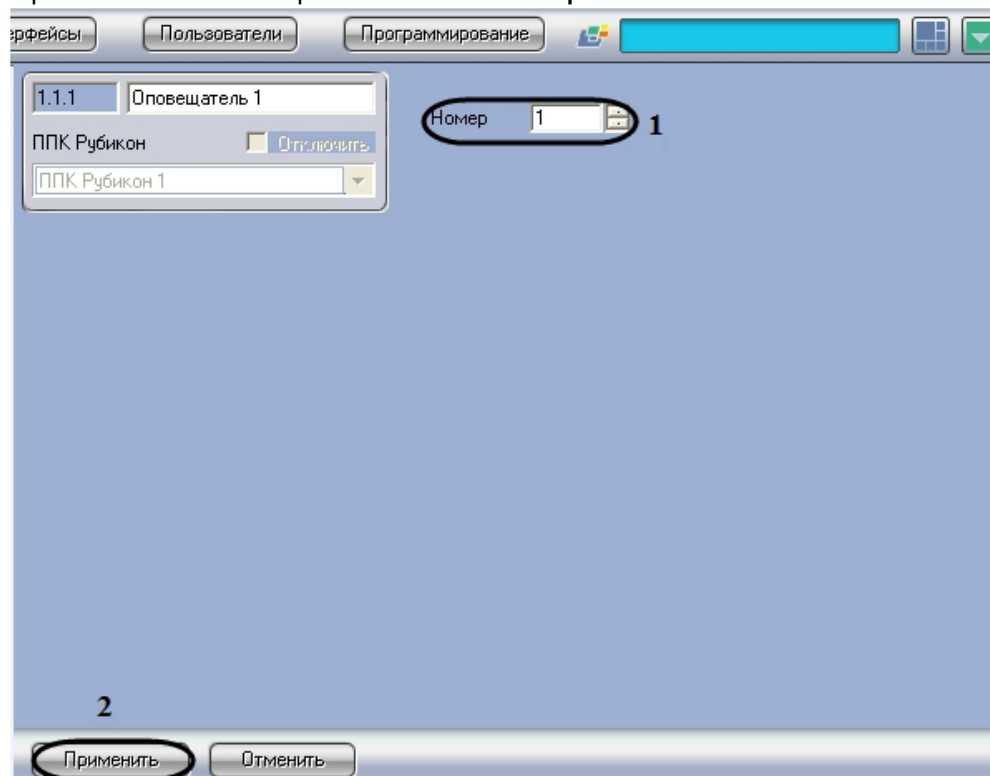 ерфейсы Пользователи Программирование
1.1.1 Оповещатель 1
Номер 1 1
ППК Рубикон Отключить
ППК Рубикон 1
2
Применить Отменить